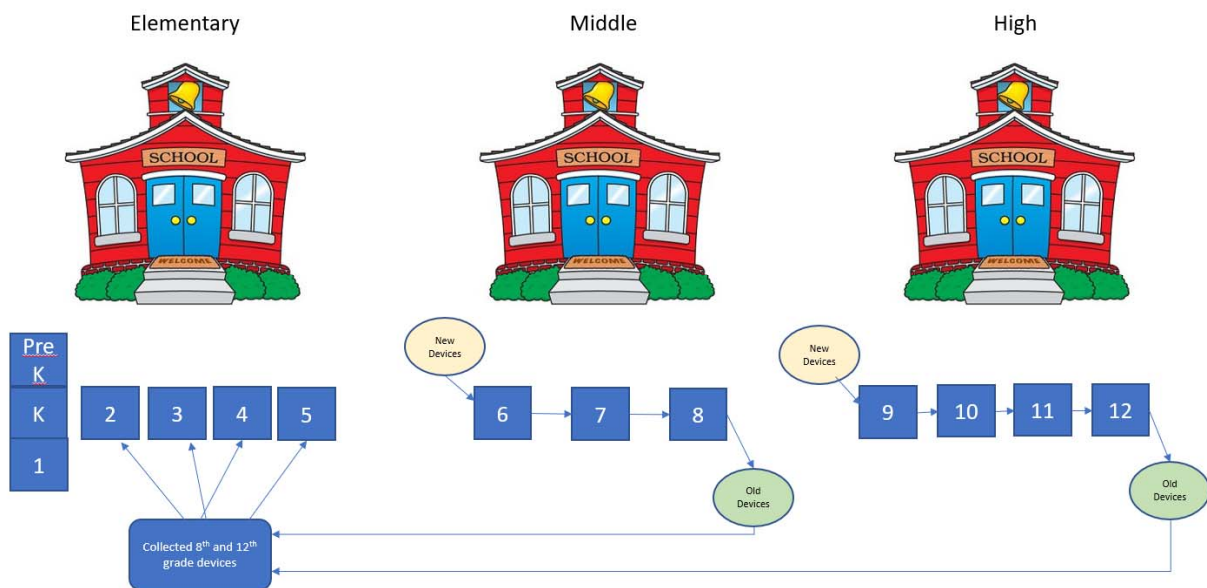 Elementary
Middle
High
SCHOOL
WELCOME
SCHOOL
WELCOME
SCHOOL
WELCOME
Pre
K
K
1
2
3
4
5
New
Devices
6
7
8
Old
Devices
New
Devices
9
10
11
12
Old
Devices
Collected 8th and 12th
grade devices